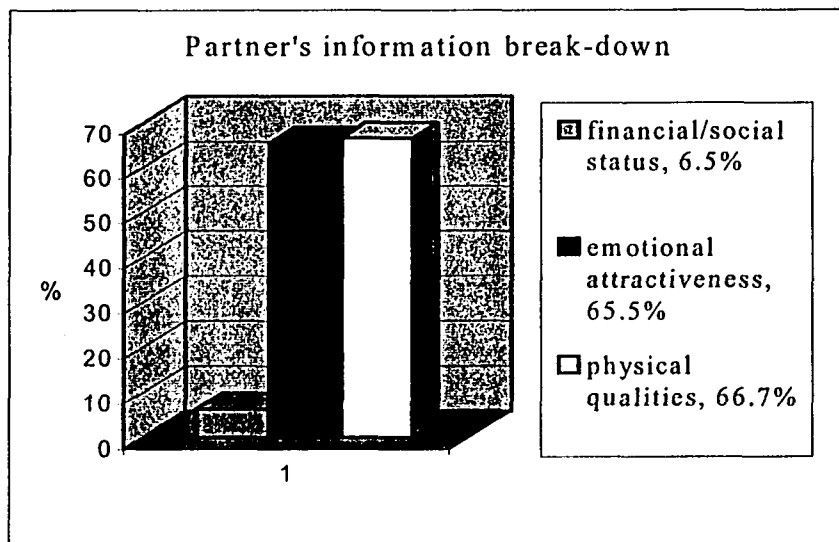 Partner's information break-down
70
60
50
40
30
20
10
0
%
1
financial/social
status, 6.5%
emotional
attractiveness,
65.5%
physical
qualities, 66.7%